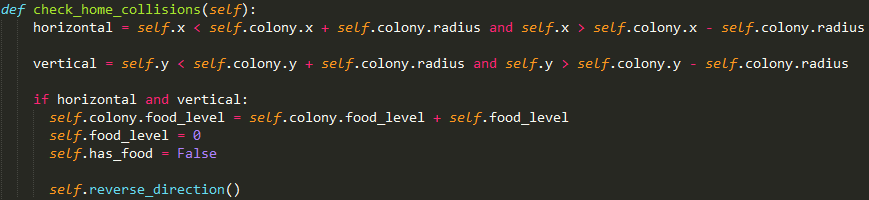 def check_home_collisions(self):
    horizontal = self.x < self.colony.x + self.colony.radius and self.x > self.colony.x - self.colony.radius

    vertical = self.y < self.colony.y + self.colony.radius and self.y > self.colony.y - self.colony.radius

    if horizontal and vertical:
      self.colony.food_level = self.colony.food_level + self.food_level
      self.food_level = 0
      self.has_food = False

      self.reverse_direction()